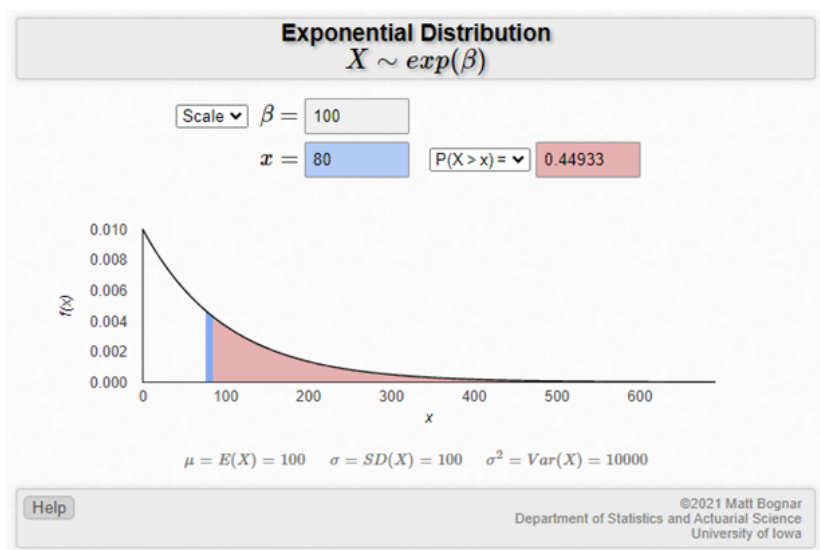 Exponential Distribution
X ~ exp(β)
Scale β = 100
x = 80 P(X > x) = 0.44933
0.010
0.008
0.006
0.004
0.002
0.000
f(x)
0 100 200 300 400 500 600
x
μ = E(X) = 100 σ = SD(X) = 100 σ² = Var(X) = 10000
Help
©2021 Matt Bognar
Department of Statistics and Actuarial Science
University of Iowa